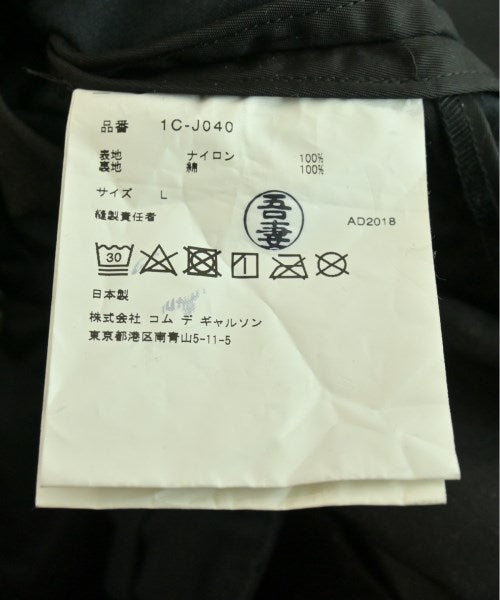 品番 1C-J040
表地 ナイロン 100%
裏地 綿 100%
サイズ L
縫製責任者 吾妻 AD2018
30
日本製
株式会社 コム デ ギャルソン
東京都港区南青山5-11-5